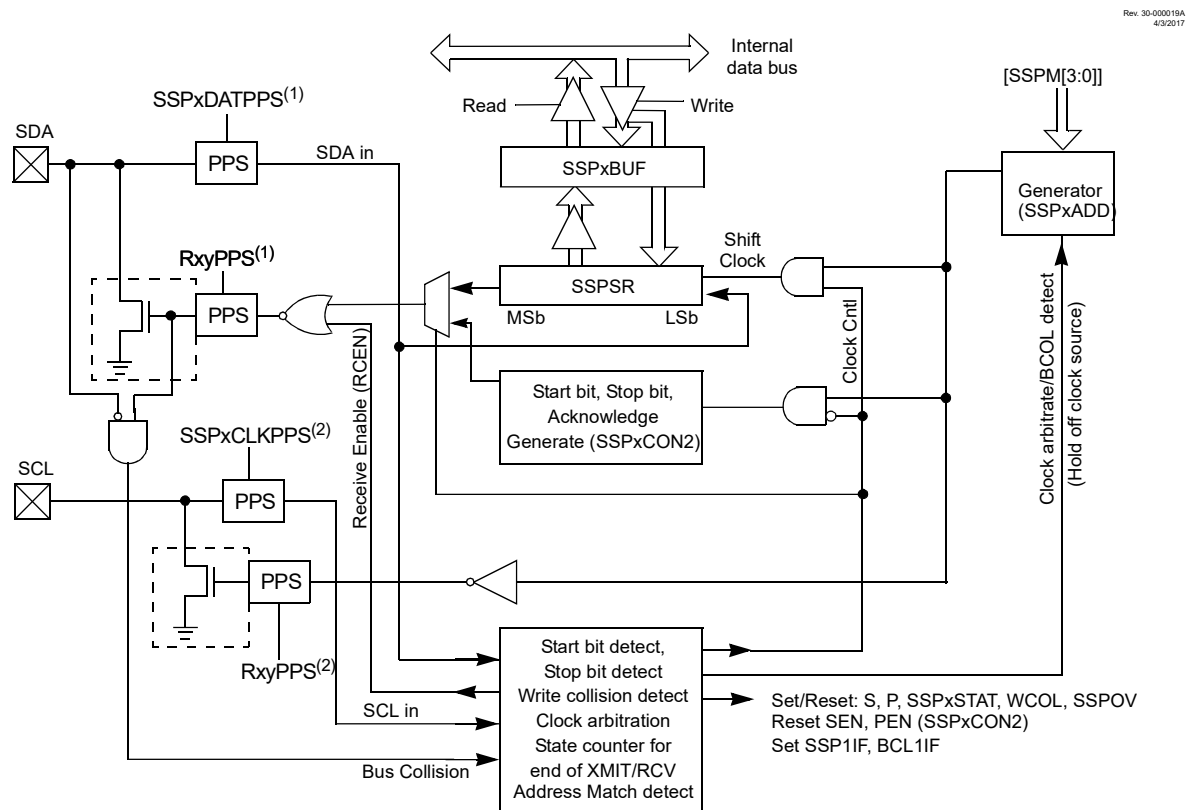 Rev. 30-000019A
4/3/2017
Internal
data bus
[SSPM[3:0]]
Read
Write
SSPxDATPPS(1)
SDA
PPS
SDA in
SSPxBUF
Generator
(SSPxADD)
RxyPPS(1)
Shift
Clock
PPS
SSPSR
MSb
LSb
Clock Cntl
Clock arbitrate/BCOL detect
(Hold off clock source)
Receive Enable (RCEN)
Start bit, Stop bit,
Acknowledge
Generate (SSPxCON2)
SSPxCLKPPS(2)
SCL
PPS
PPS
RxyPPS(2)
SCL in
Bus Collision
Start bit detect,
Stop bit detect
Write collision detect
Clock arbitration
State counter for
end of XMIT/RCV
Address Match detect
Set/Reset: S, P, SSPxSTAT, WCOL, SSPOV
Reset SEN, PEN (SSPxCON2)
Set SSP1IF, BCL1IF